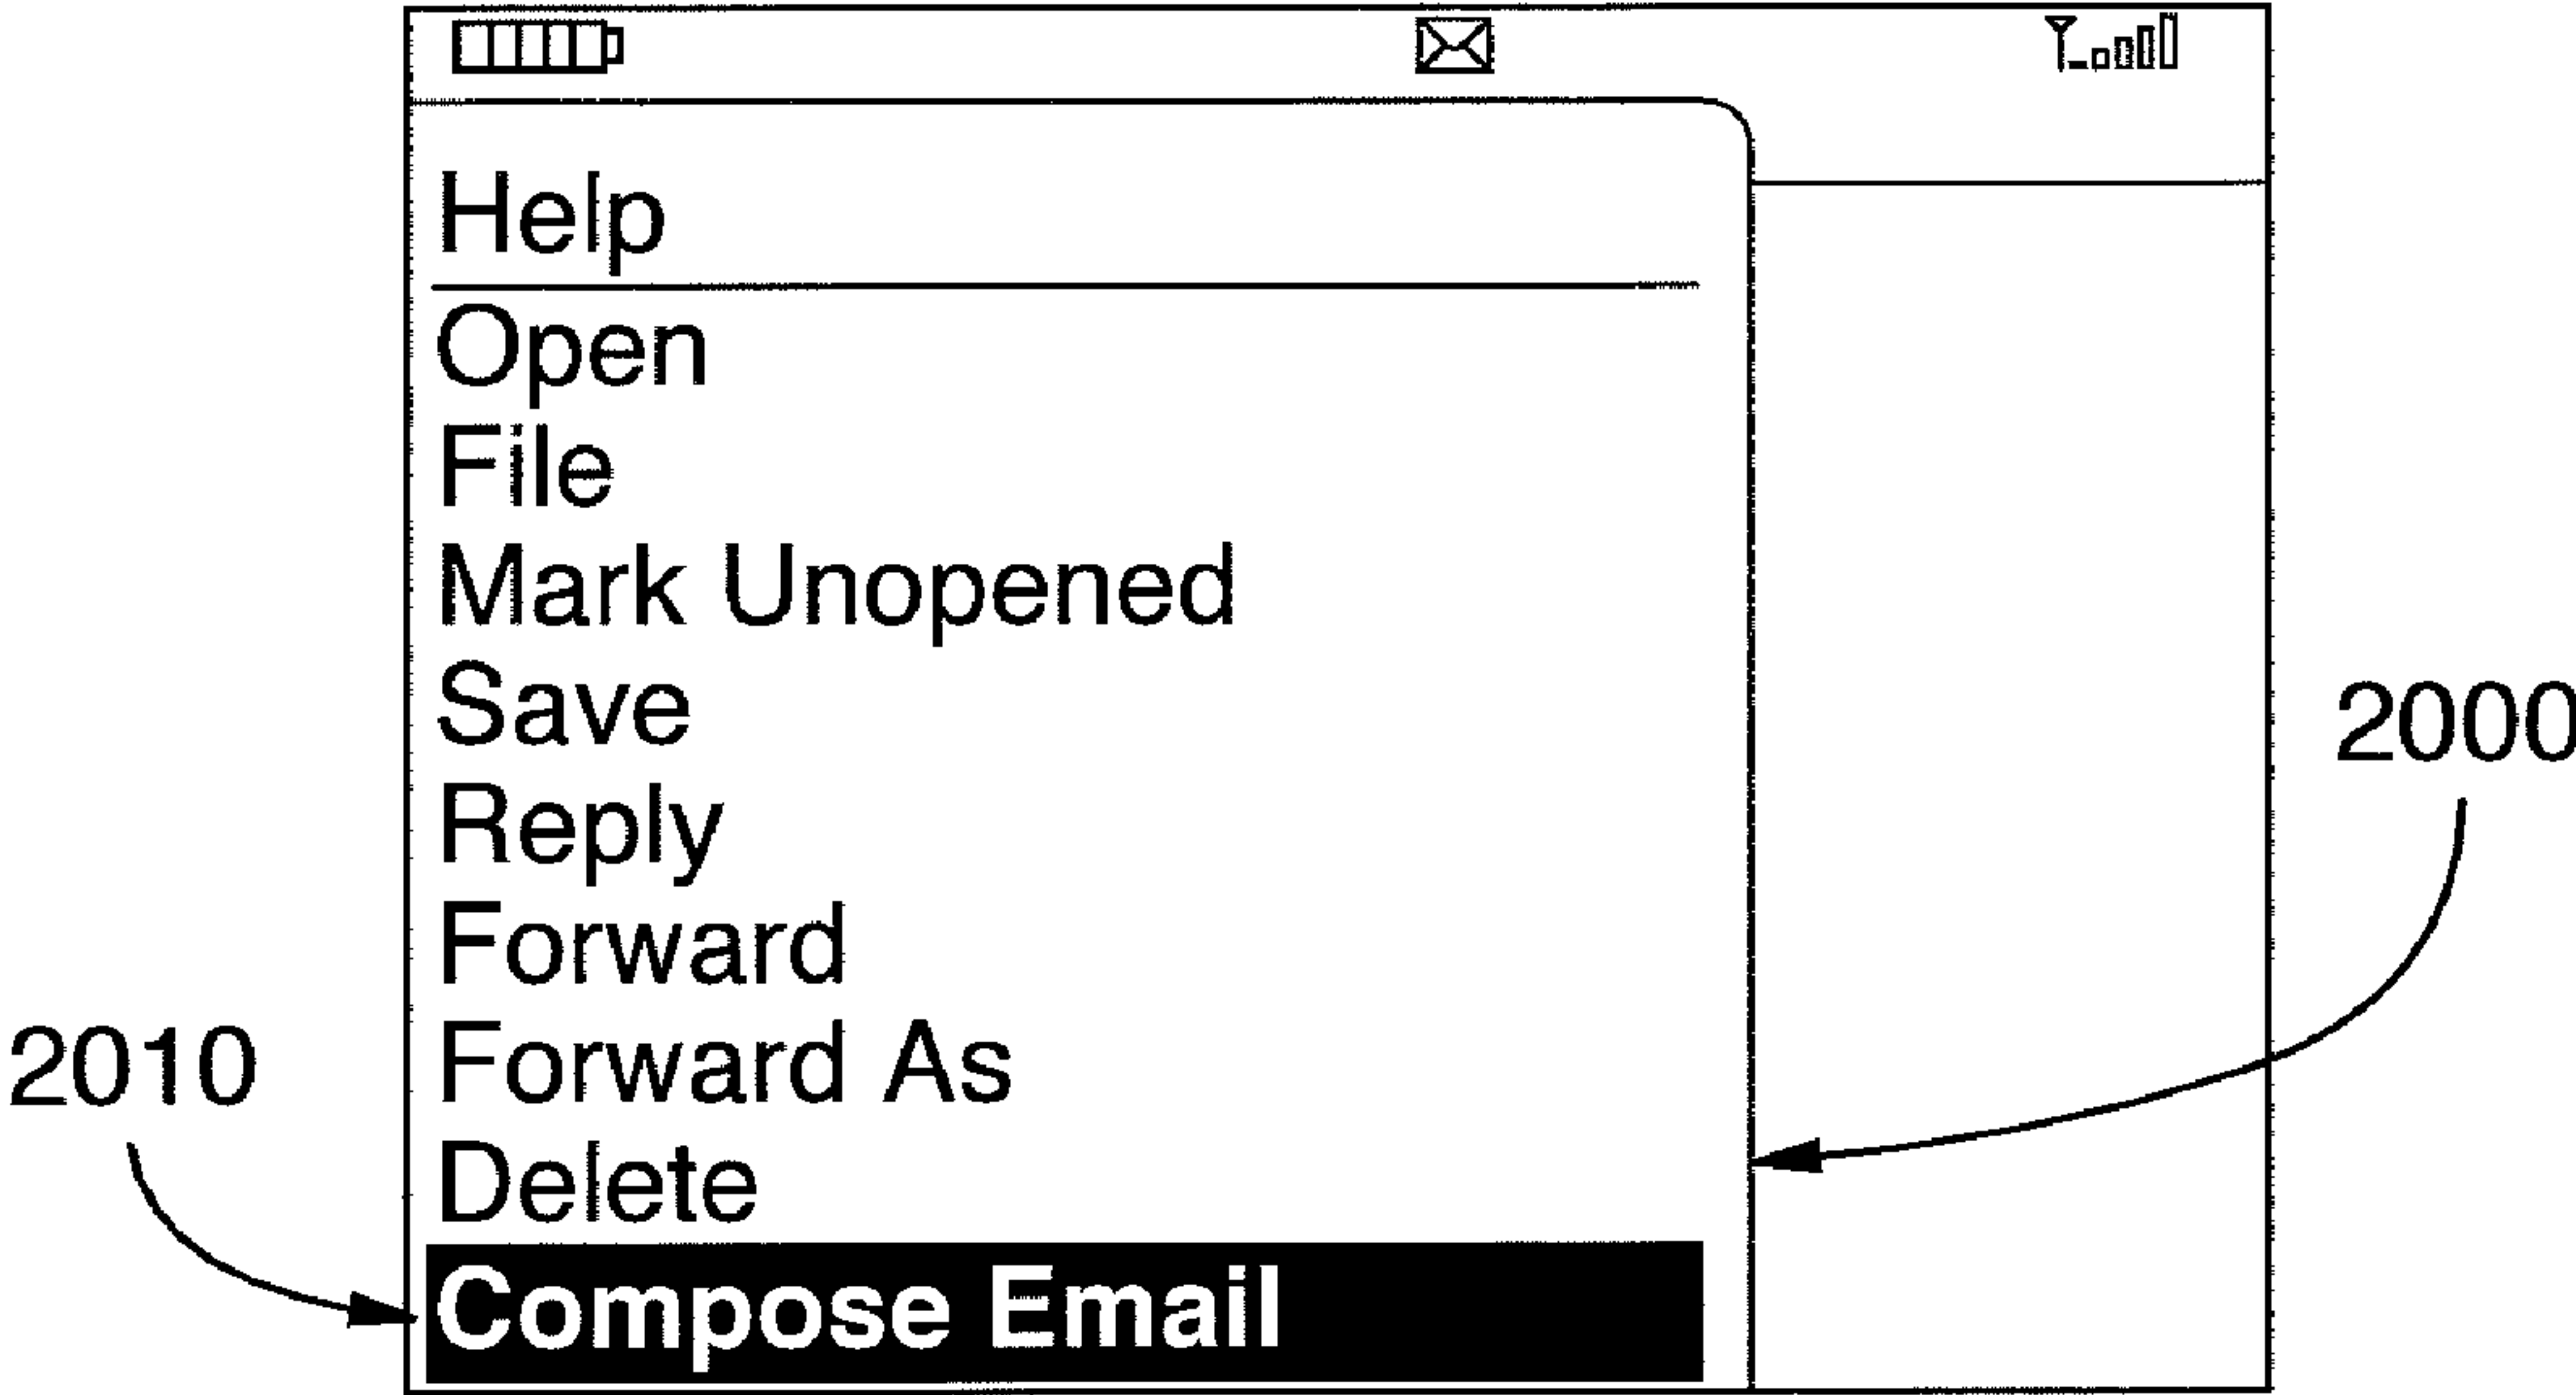 Help
Open
File
Mark Unopened
Save
2000
Reply
Forward
Forward As
2010
Delete
Compose Email